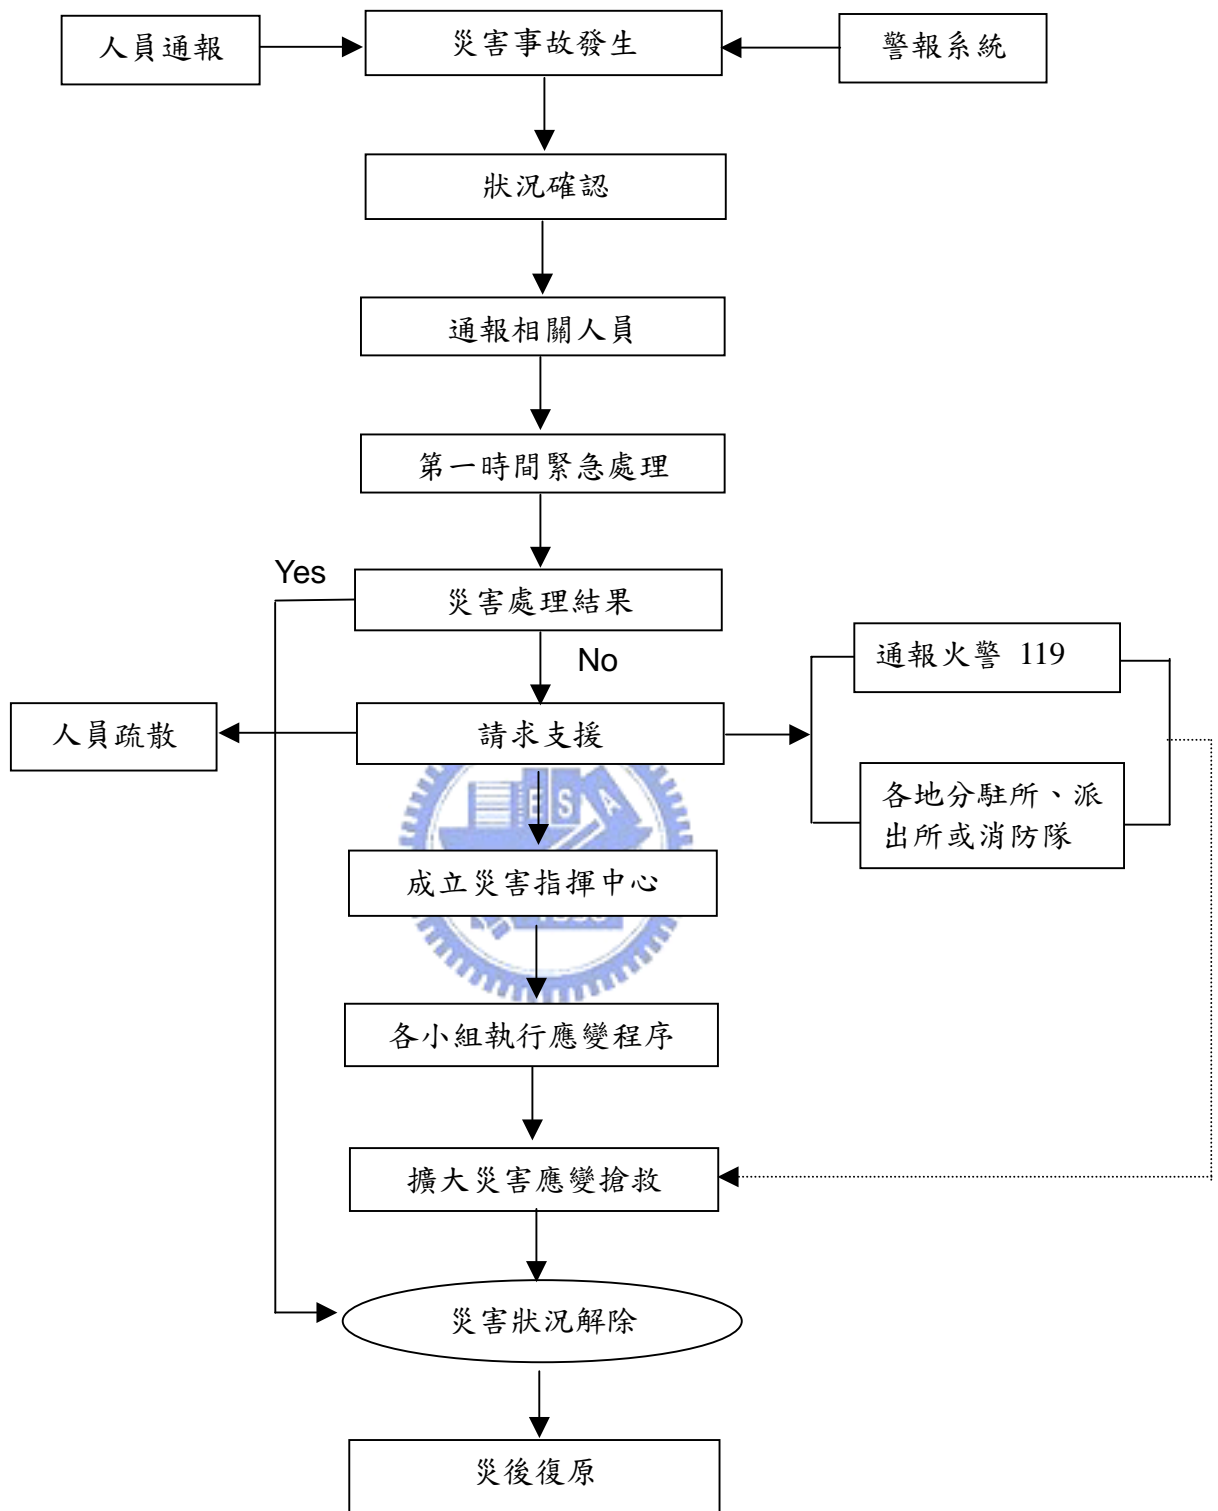 人員通報
災害事故發生
警報系統
狀況確認
通報相關人員
第一時間緊急處理
Yes
災害處理結果
No
通報火警 119
人員疏散
請求支援
各地分駐所、派
出所或消防隊
E S A
成立災害指揮中心
各小組執行應變程序
擴大災害應變搶救
災害狀況解除
災後復原